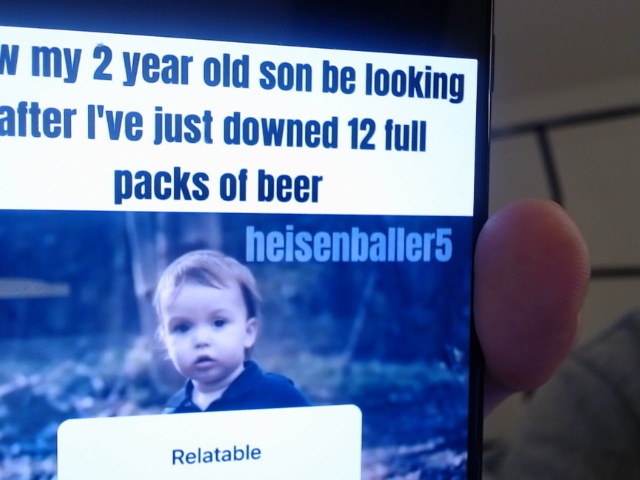 w my 2 year old son be looking
after I've just downed 12 full
packs of beer
heisenballer5
Relatable